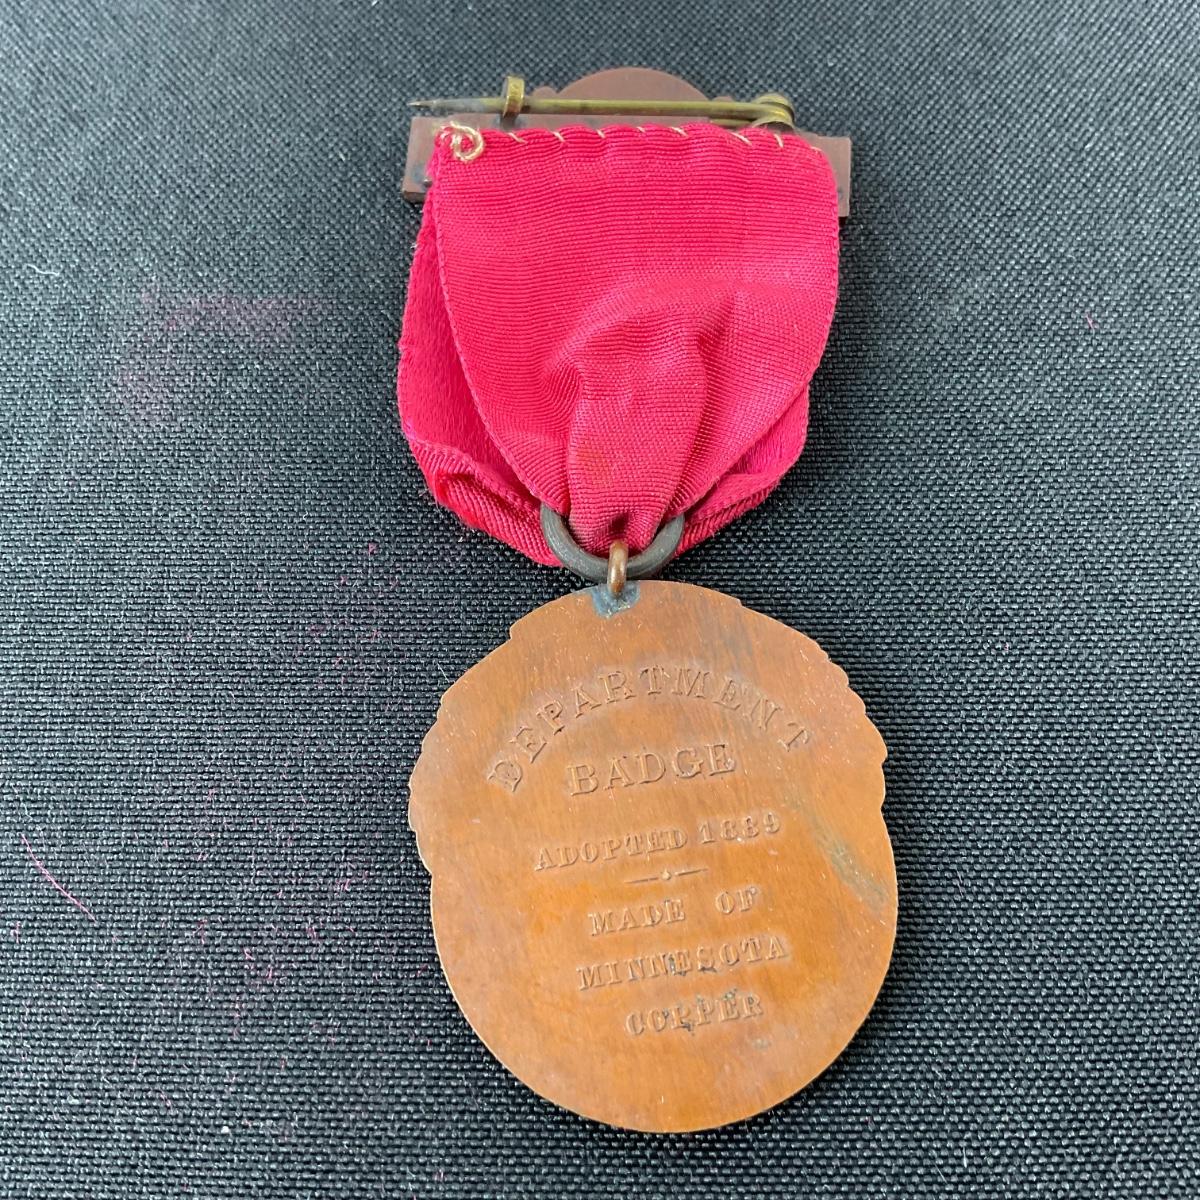 DEPARTMENT
BADGE
ADOPTED 1889
MADE OF
MINNESOTA
COPPER